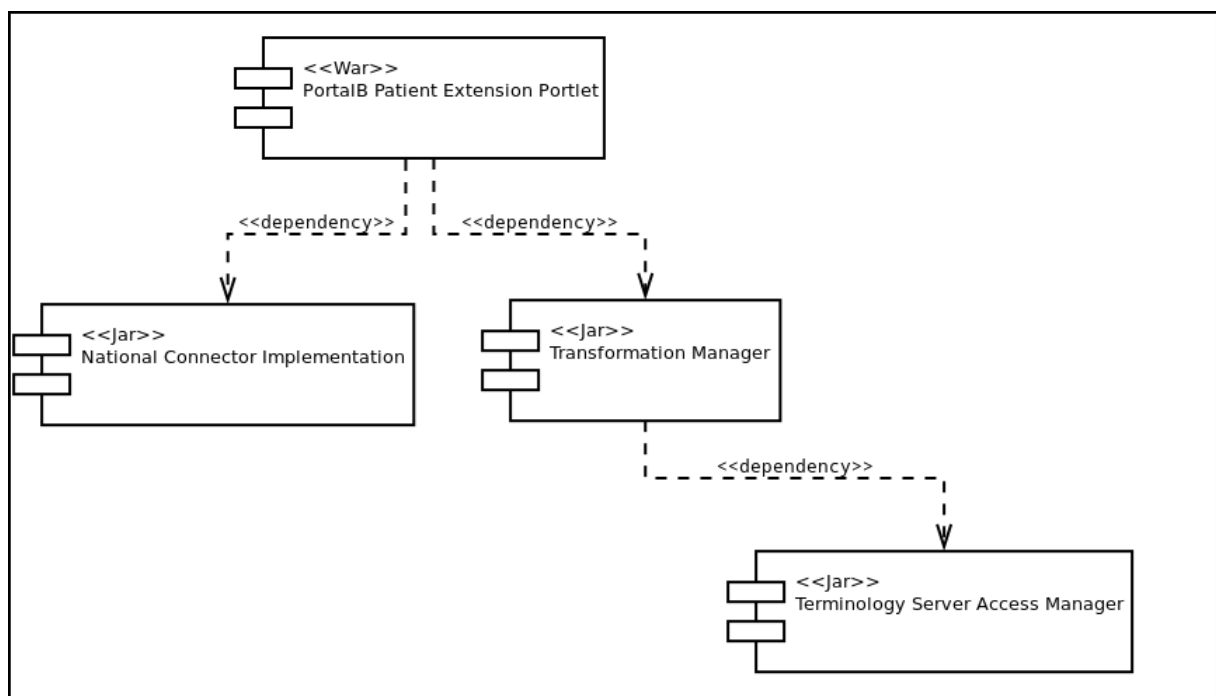 <<War>>
PortalB Patient Extension Portlet
<<dependency>>
<<dependency>>
<<Jar>>
National Connector Implementation
<<Jar>>
Transformation Manager
<<dependency>>
<<Jar>>
Terminology Server Access Manager